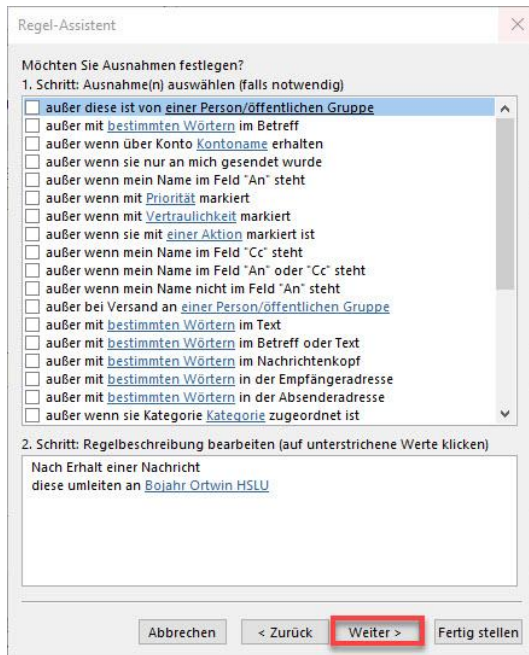 Regel-Assistent
Möchten Sie Ausnahmen festlegen?
1. Schritt: Ausnahme(n) auswählen (falls notwendig)
außer diese ist von einer Person/öffentlichen Gruppe
außer mit bestimmten Wörtern im Betreff
außer wenn über Konto Kontoname erhalten
außer wenn sie nur an mich gesendet wurde
außer wenn mein Name im Feld "An" steht
außer wenn mit Priorität markiert
außer wenn mit Vertraulichkeit markiert
außer wenn sie mit einer Aktion markiert ist
außer wenn mein Name im Feld "Cc" steht
außer wenn mein Name im Feld "An" oder "Cc" steht
außer wenn mein Name nicht im Feld "An" steht
außer bei Versand an einer Person/öffentlichen Gruppe
außer mit bestimmten Wörtern im Text
außer mit bestimmten Wörtern im Betreff oder Text
außer mit bestimmten Wörtern im Nachrichtenkopf
außer mit bestimmten Wörtern in der Empfängeradresse
außer mit bestimmten Wörtern in der Absenderadresse
außer wenn sie Kategorie Kategorie zugeordnet ist
2. Schritt: Regelbeschreibung bearbeiten (auf unterstrichene Werte klicken)
Nach Erhalt einer Nachricht
diese umleiten an Bojahr Ortwin HSLU
Abbrechen < Zurück Weiter > Fertig stellen